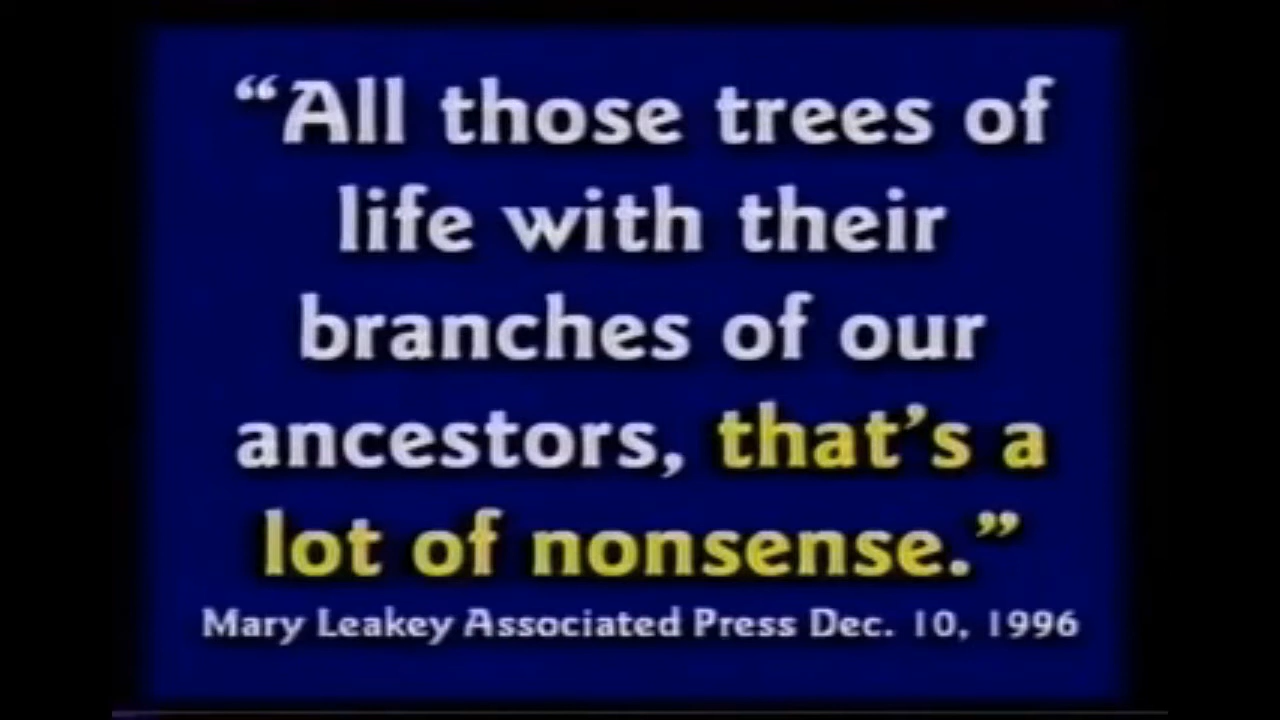 “All those trees of
life with their
branches of our
ancestors, that’s a
lot of nonsense.”
Mary Leakey Associated Press Dec. 10, 1996